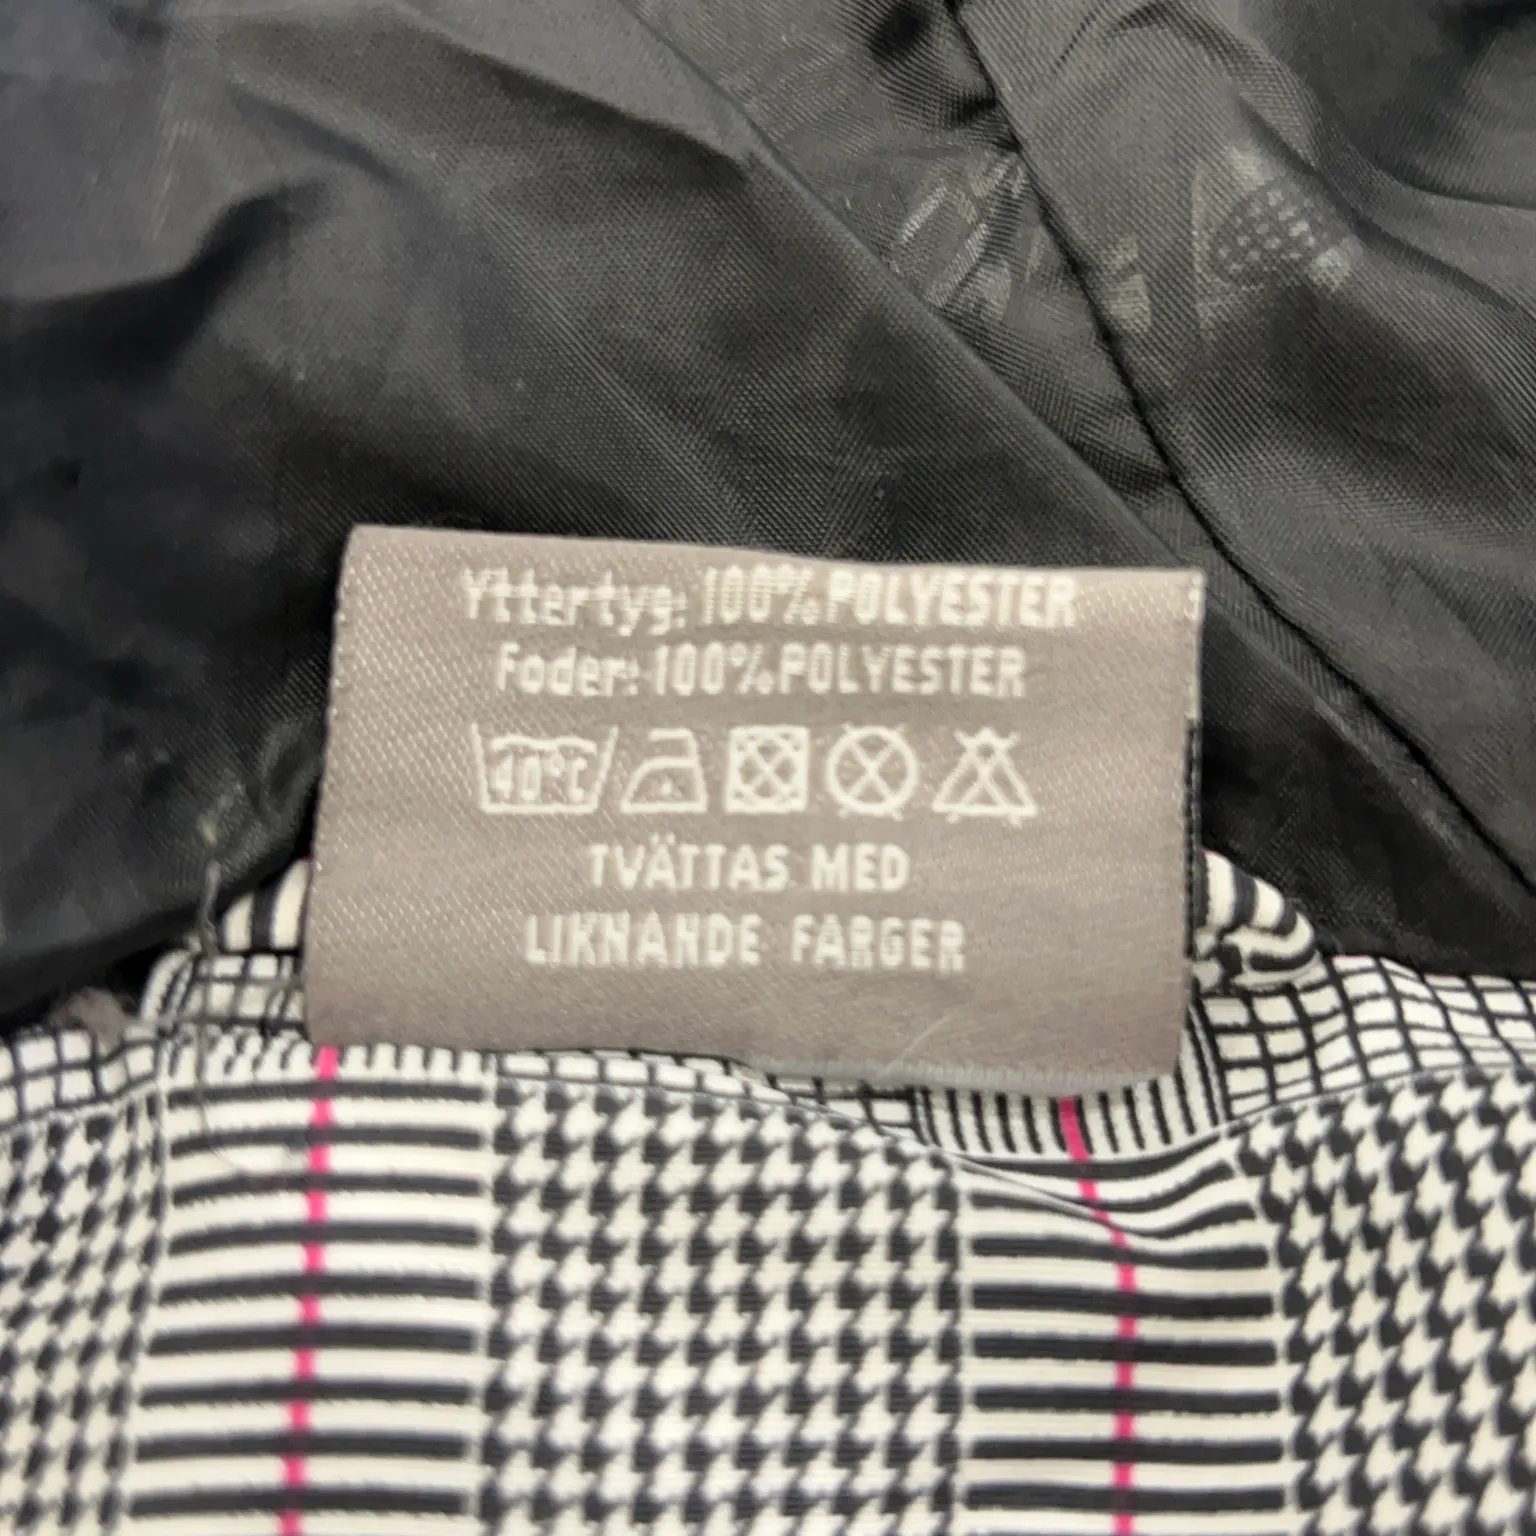 Yttertyg: 100% POLYESTER
Foder: 100% POLYESTER
40°C
TVÄTTAS MED
LIKNANDE FÄRGER